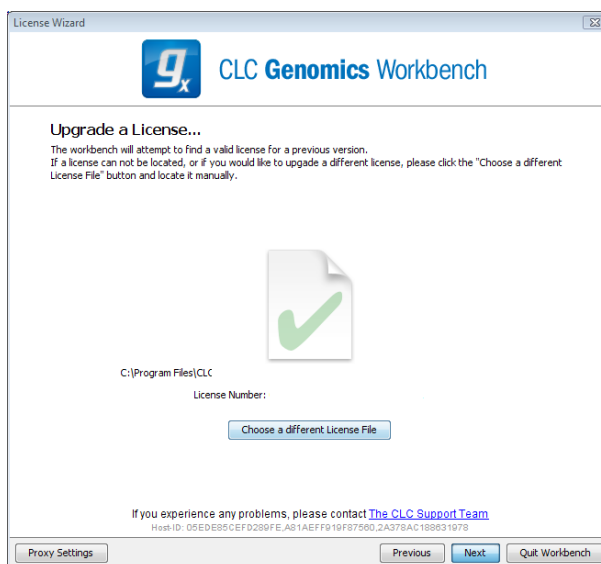 License Wizard
gx CLC Genomics Workbench
Upgrade a License...
The workbench will attempt to find a valid license for a previous version.
If a license can not be located, or if you would like to upgade a different license, please click the "Choose a different
License File" button and locate it manually.
C:\Program Files\CLC
License Number:
Choose a different License File
If you experience any problems, please contact The CLC Support Team
Host-ID: 05EDE85CEFD289FE,A81AEFF919F87560,2A378AC188631978
Proxy Settings Previous Next Quit Workbench